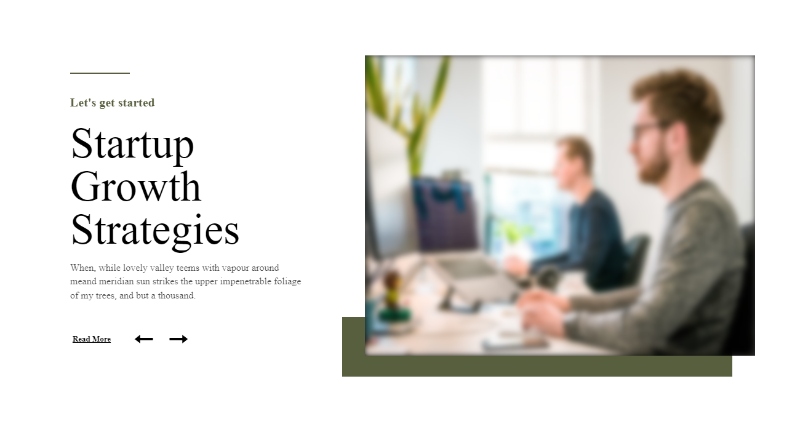 Let's get started
Startup
Growth
Strategies
When, while lovely valley teems with vapour around
meand meridian sun strikes the upper impenetrable foliage
of my trees, and but a thousand.
Read More